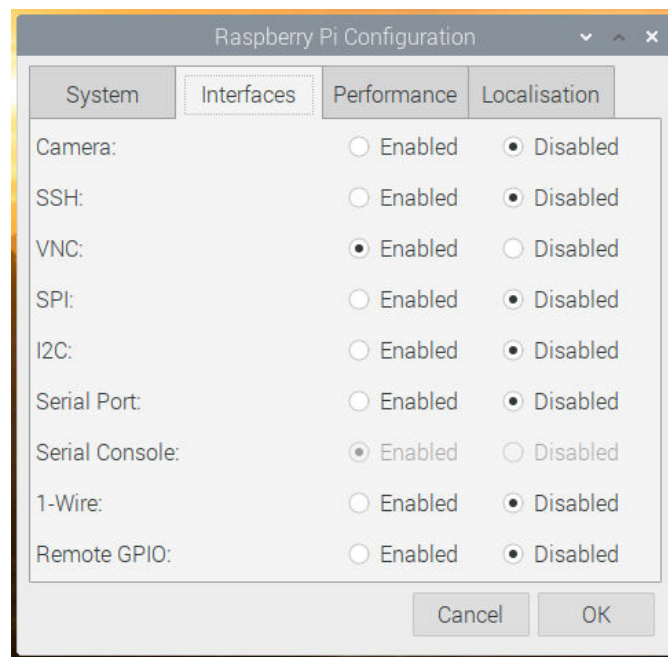 Raspberry Pi Configuration
System Interfaces Performance Localisation
Camera: Enabled Disabled
SSH: Enabled Disabled
VNC: Enabled Disabled
SPI: Enabled Disabled
I2C: Enabled Disabled
Serial Port: Enabled Disabled
Serial Console: Enabled Disabled
1-Wire: Enabled Disabled
Remote GPIO: Enabled Disabled
Cancel OK